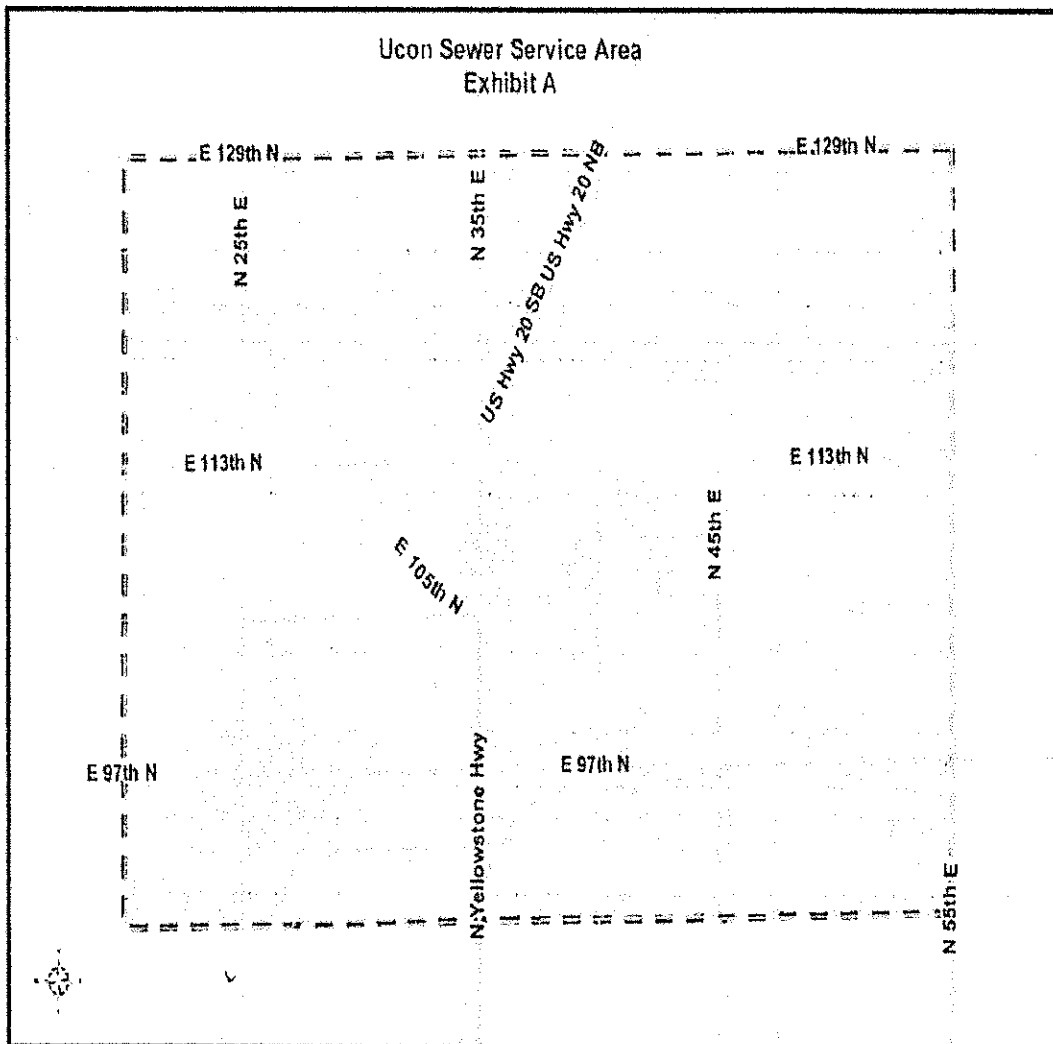 Ucon Sewer Service Area
Exhibit A
E 129th N
E 129th N
N 25th E
N 35th E
US Hwy 20 SB
US Hwy 20 NB
E 113th N
E 113th N
N 45th E
E 105th N
E 97th N
E 97th N
N Yellowstone Hwy
N 55th E